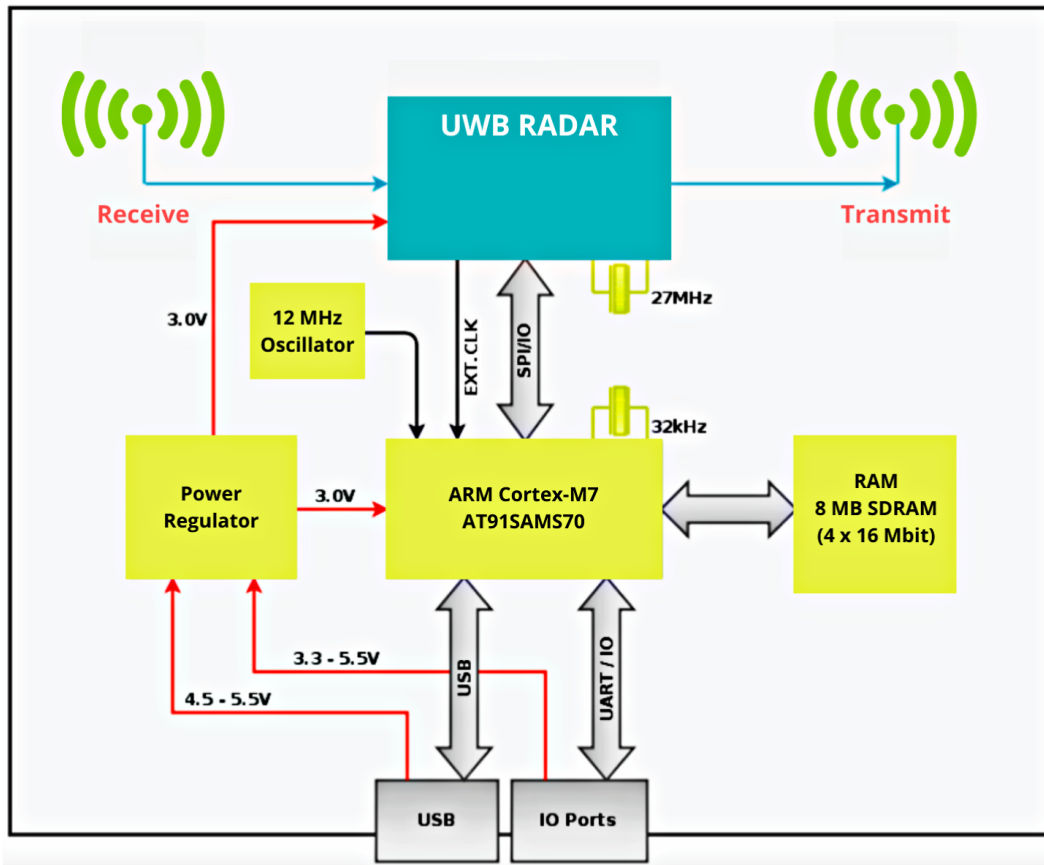 UWB RADAR
Receive
Transmit
27MHz
3.0V
12 MHz
Oscillator
EXT. CLK
SPI/IO
32kHz
Power
Regulator
3.0V
ARM Cortex-M7
AT91SAMS70
RAM
8 MB SDRAM
(4 x 16 Mbit)
3.3 - 5.5V
4.5 - 5.5V
USB
UART / IO
USB
IO Ports